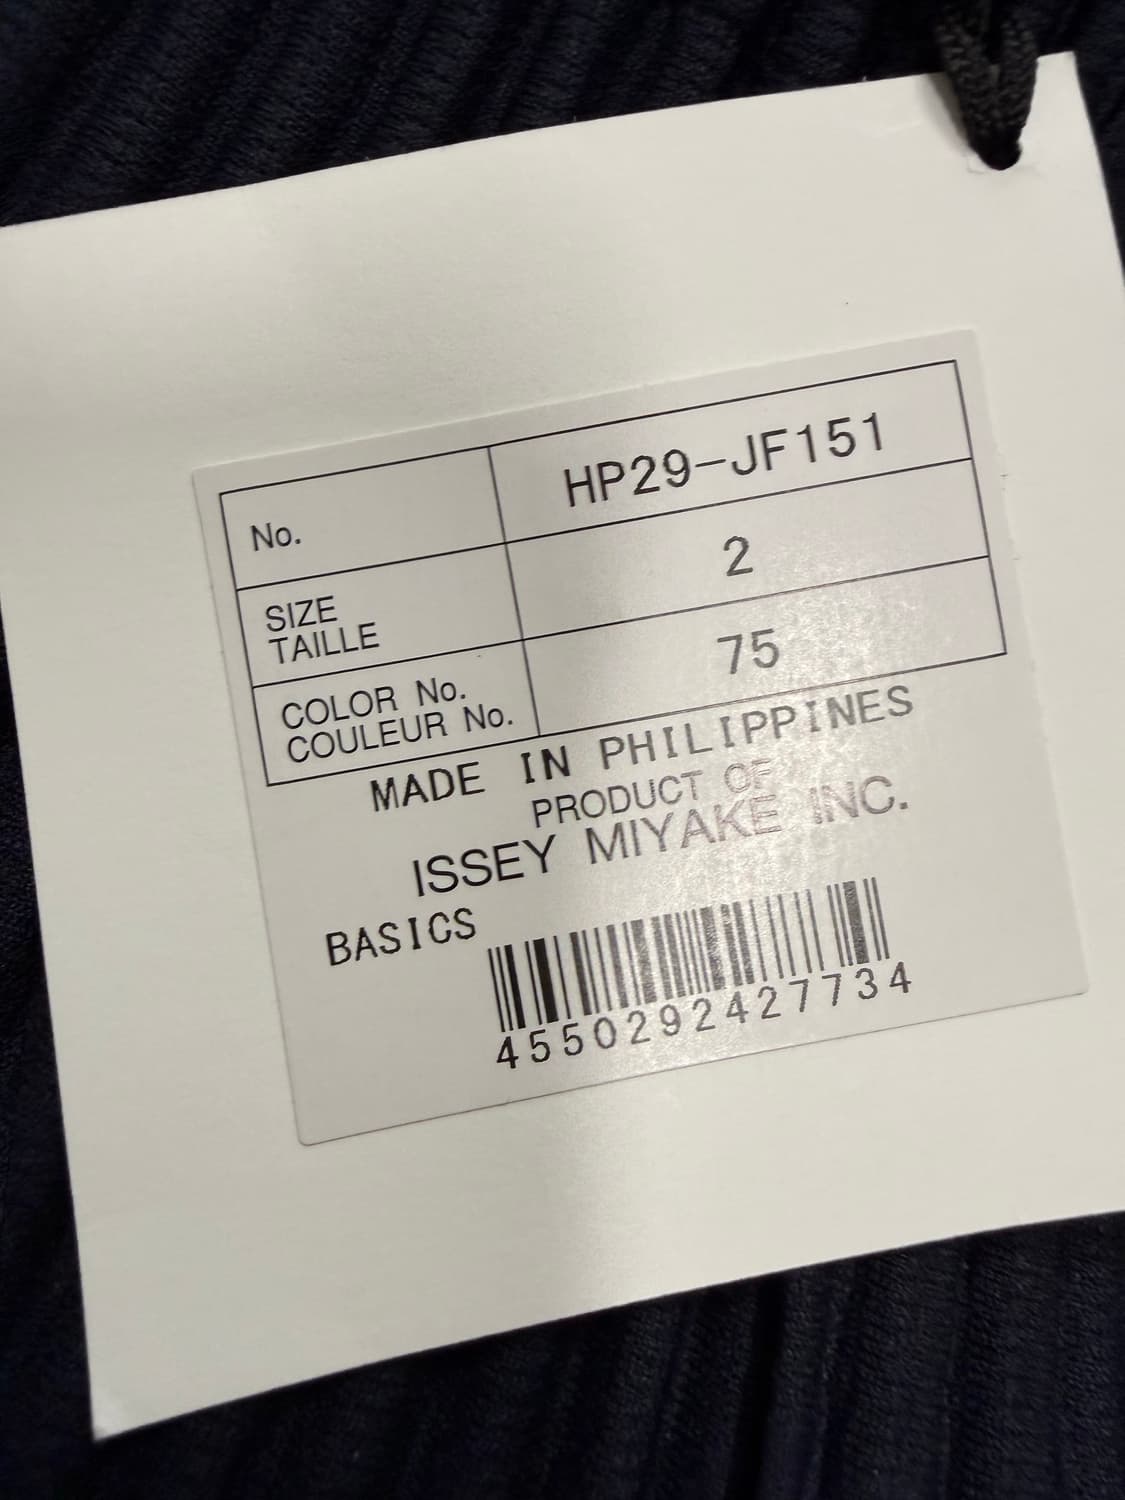 No. HP29-JF151
SIZE
TAILLE 2
COLOR No.
COULEUR No. 75
MADE IN PHILIPPINES
PRODUCT OF
ISSEY MIYAKE INC.
BASICS
4550292427734